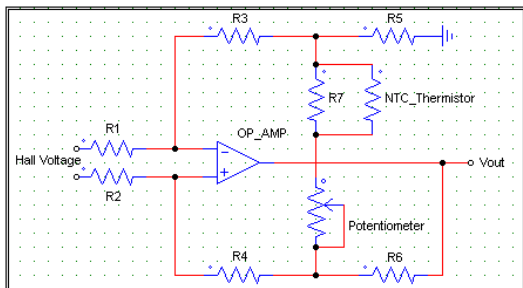 R3
R5
R7
NTC_Thermistor
R1
OP_AMP
Hall Voltage
Vout
R2
Potentiometer
R4
R6